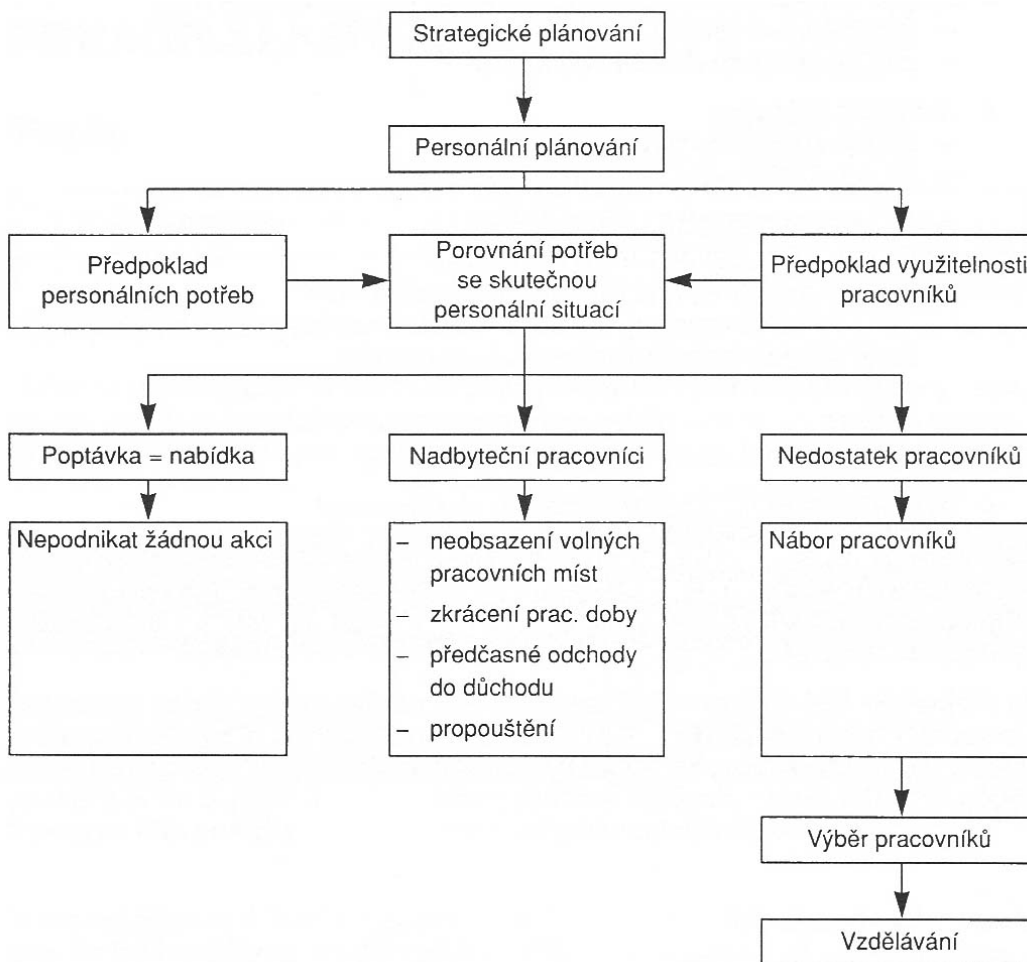 Strategické plánování
Personální plánování
Předpoklad
personálních potřeb
Porovnání potřeb
se skutečnou
personální situací
Předpoklad využitelnosti
pracovníků
Poptávka = nabídka
Nadbyteční pracovníci
Nedostatek pracovníků
Nepodnikat žádnou akci
– neobsazení volných
pracovních míst
– zkrácení prac. doby
– předčasné odchody
do důchodu
– propouštění
Nábor pracovníků
Výběr pracovníků
Vzdělávání